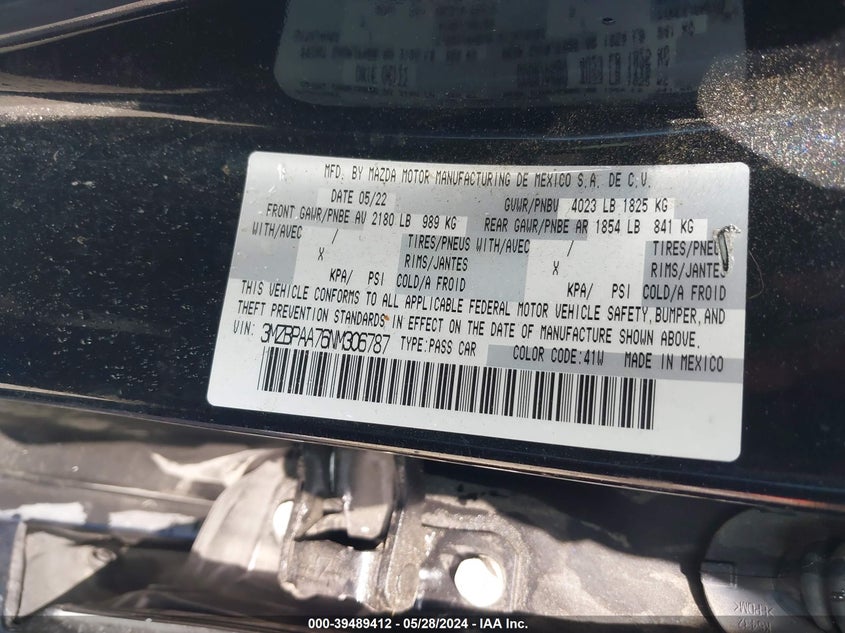 MFD. BY MAZDA MOTOR MANUFACTURING DE MEXICO S.A. DE C.V.
DATE 05/22 GVWR/PNBV 4023 LB 1825 KG
FRONT GAWR/PNBE AV 2180 LB 989 KG REAR GAWR/PNBE AR 1854 LB 841 KG
WITH/AVEC / TIRES/PNEUS WITH/AVEC / TIRES/PNEUS
X RIMS/JANTES X RIMS/JANTES
KPA/ PSI COLD/A FROID KPA/ PSI COLD/A FROID
THIS VEHICLE CONFORMS TO ALL APPLICABLE FEDERAL MOTOR VEHICLE SAFETY, BUMPER, AND
THEFT PREVENTION STANDARDS IN EFFECT ON THE DATE OF MANUFACTURE SHOWN ABOVE.
VIN: 3MZBPAA76NM306787 TYPE:PASS CAR COLOR CODE:41W MADE IN MEXICO
000-39489412 - 05/28/2024 - IAA Inc.